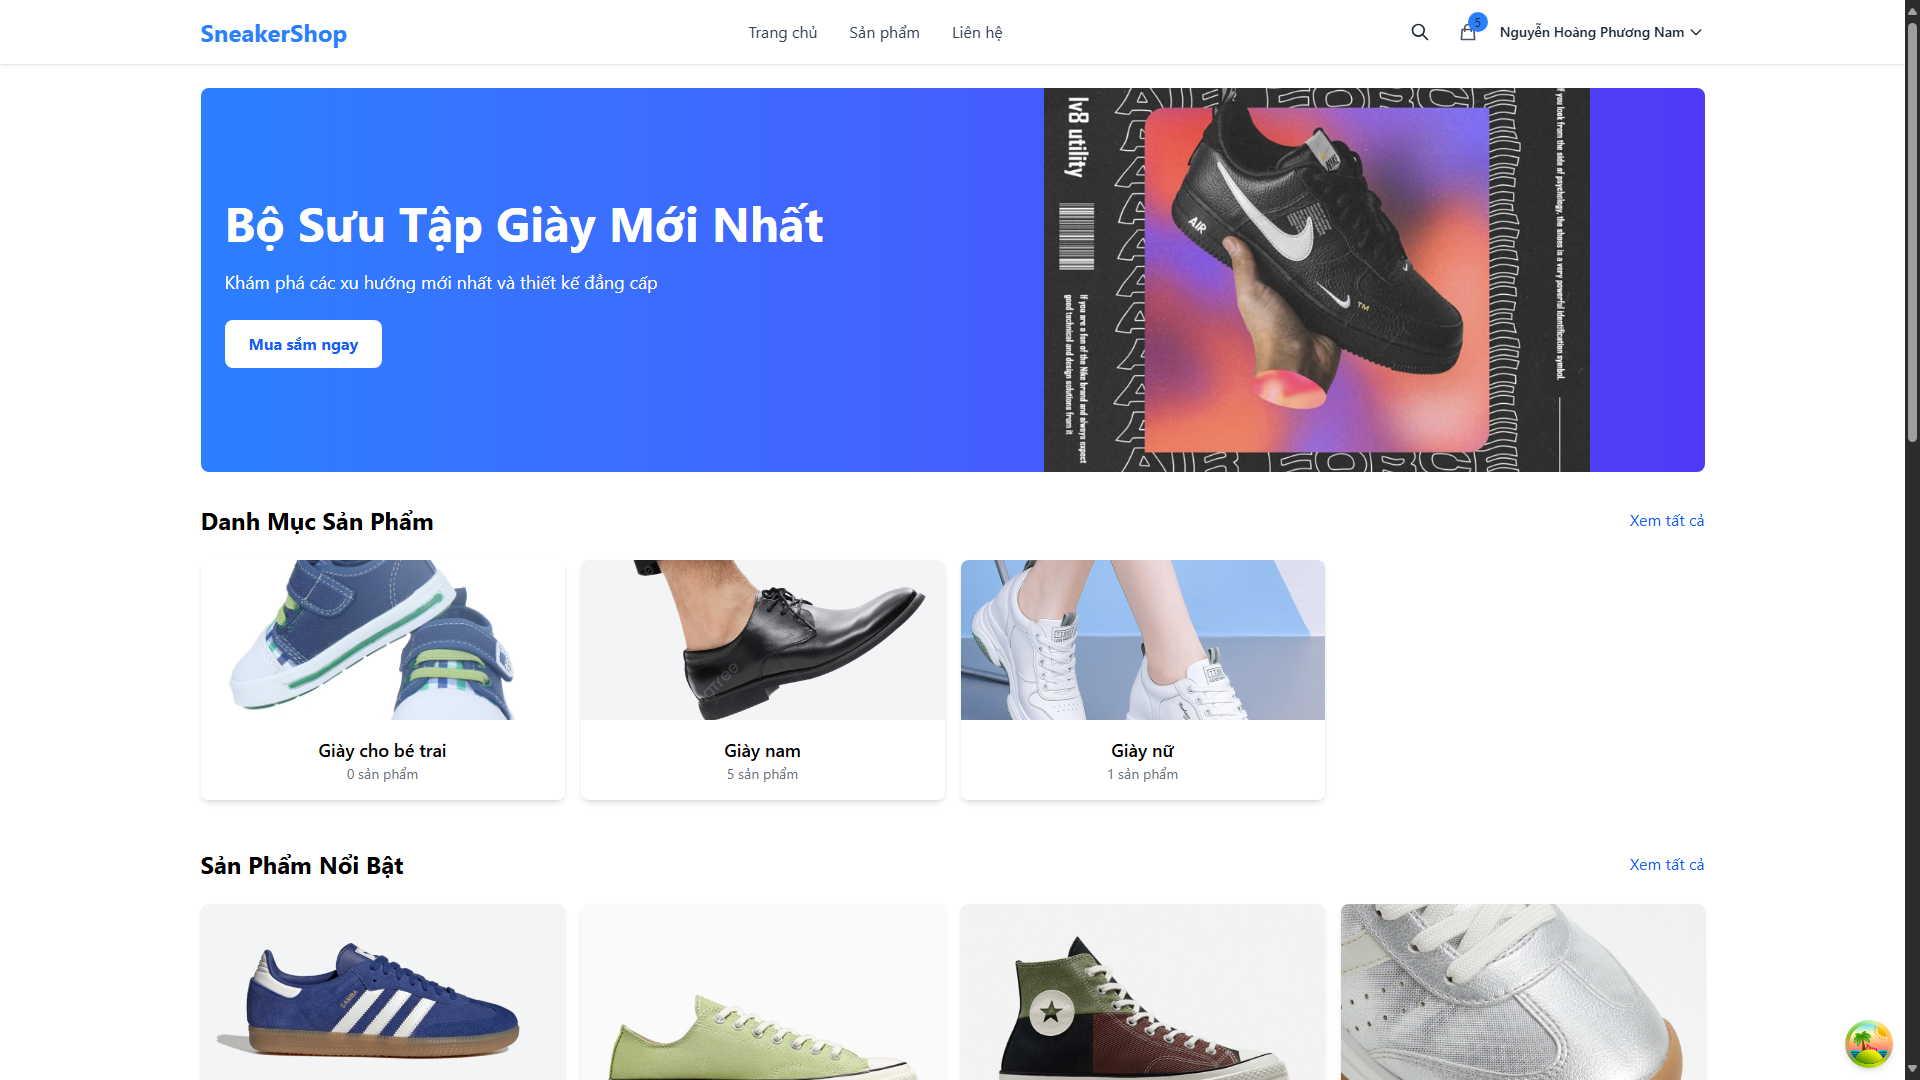 SneakerShop
Trang chủ
Sản phẩm
Liên hệ
5
Nguyễn Hoàng Phương Nam
Bộ Sưu Tập Giày Mới Nhất
Khám phá các xu hướng mới nhất và thiết kế đẳng cấp
Mua sắm ngay
lv8 utility
If you are a fan of the Nike brand and always expect
good technical and design solutions from it
AIR
TM
if you look from the side of psychology, the shoes is a very powerful identification symbol.
Danh Mục Sản Phẩm
Xem tất cả
Giày cho bé trai
0 sản phẩm
Giày nam
5 sản phẩm
Giày nữ
1 sản phẩm
Sản Phẩm Nổi Bật
Xem tất cả
SAMBA